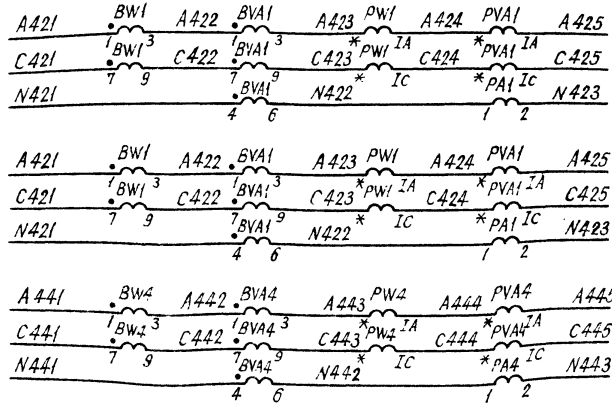 A421 BW1 A422 BVA1 A423 PW1 A424 PVA1 A425
1 3 1 3 * IA * IA
C421 BW1 C422 BVA1 C423 PW1 C424 PVA1 C425
7 9 7 9 * IC * IC
N421 BVA1 N422 PA1 N423
4 6 1 2
A421 BW1 A422 BVA1 A423 PW1 A424 PVA1 A425
1 3 1 3 * IA * IA
C421 BW1 C422 BVA1 C423 PW1 C424 PVA1 C425
7 9 7 9 * IC * IC
N421 BVA1 N422 PA1 N423
4 6 1 2
A441 BW4 A442 BVA4 A443 PW4 A444 PVA4 A445
1 3 1 3 * IA * IA
C441 BW4 C442 BVA4 C443 PW4 C444 PVA4 C445
7 9 7 9 * IC * IC
N441 BVA4 N442 PA4 N443
4 6 1 2